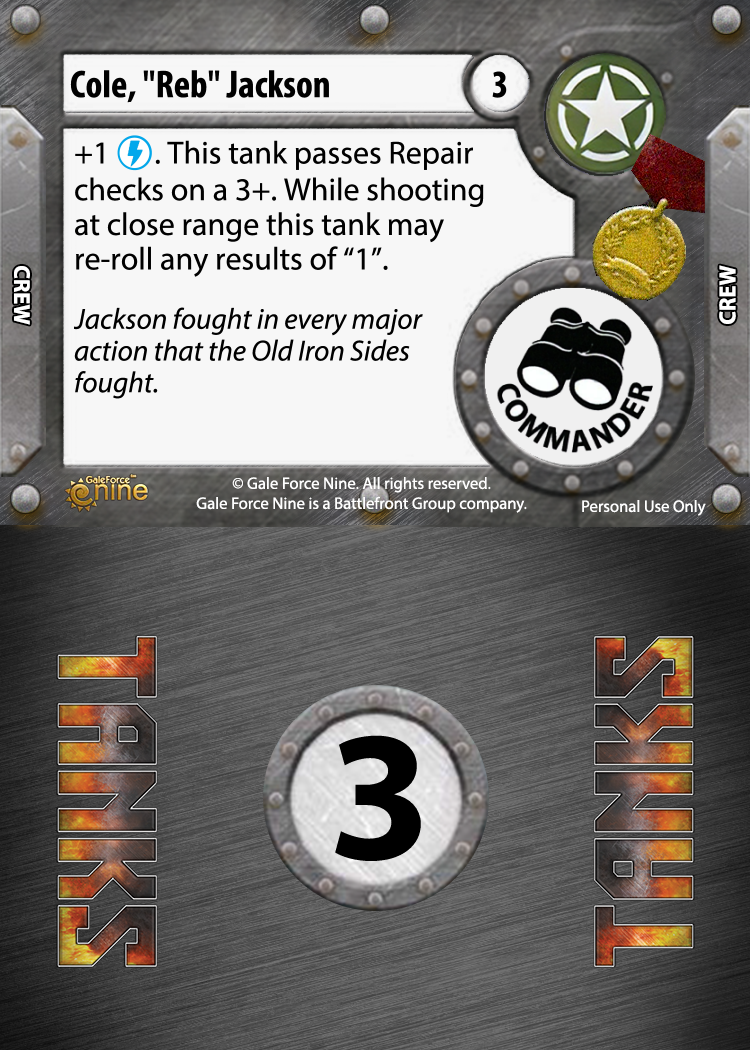 Cole, "Reb" Jackson
3
+1 . This tank passes Repair
checks on a 3+. While shooting
at close range this tank may
re-roll any results of “1”.
Jackson fought in every major
action that the Old Iron Sides
fought.
CREW
CREW
COMMANDER
GaleForce™
nine
© Gale Force Nine. All rights reserved.
Gale Force Nine is a Battlefront Group company.
Personal Use Only
TANKS
3
TANKS